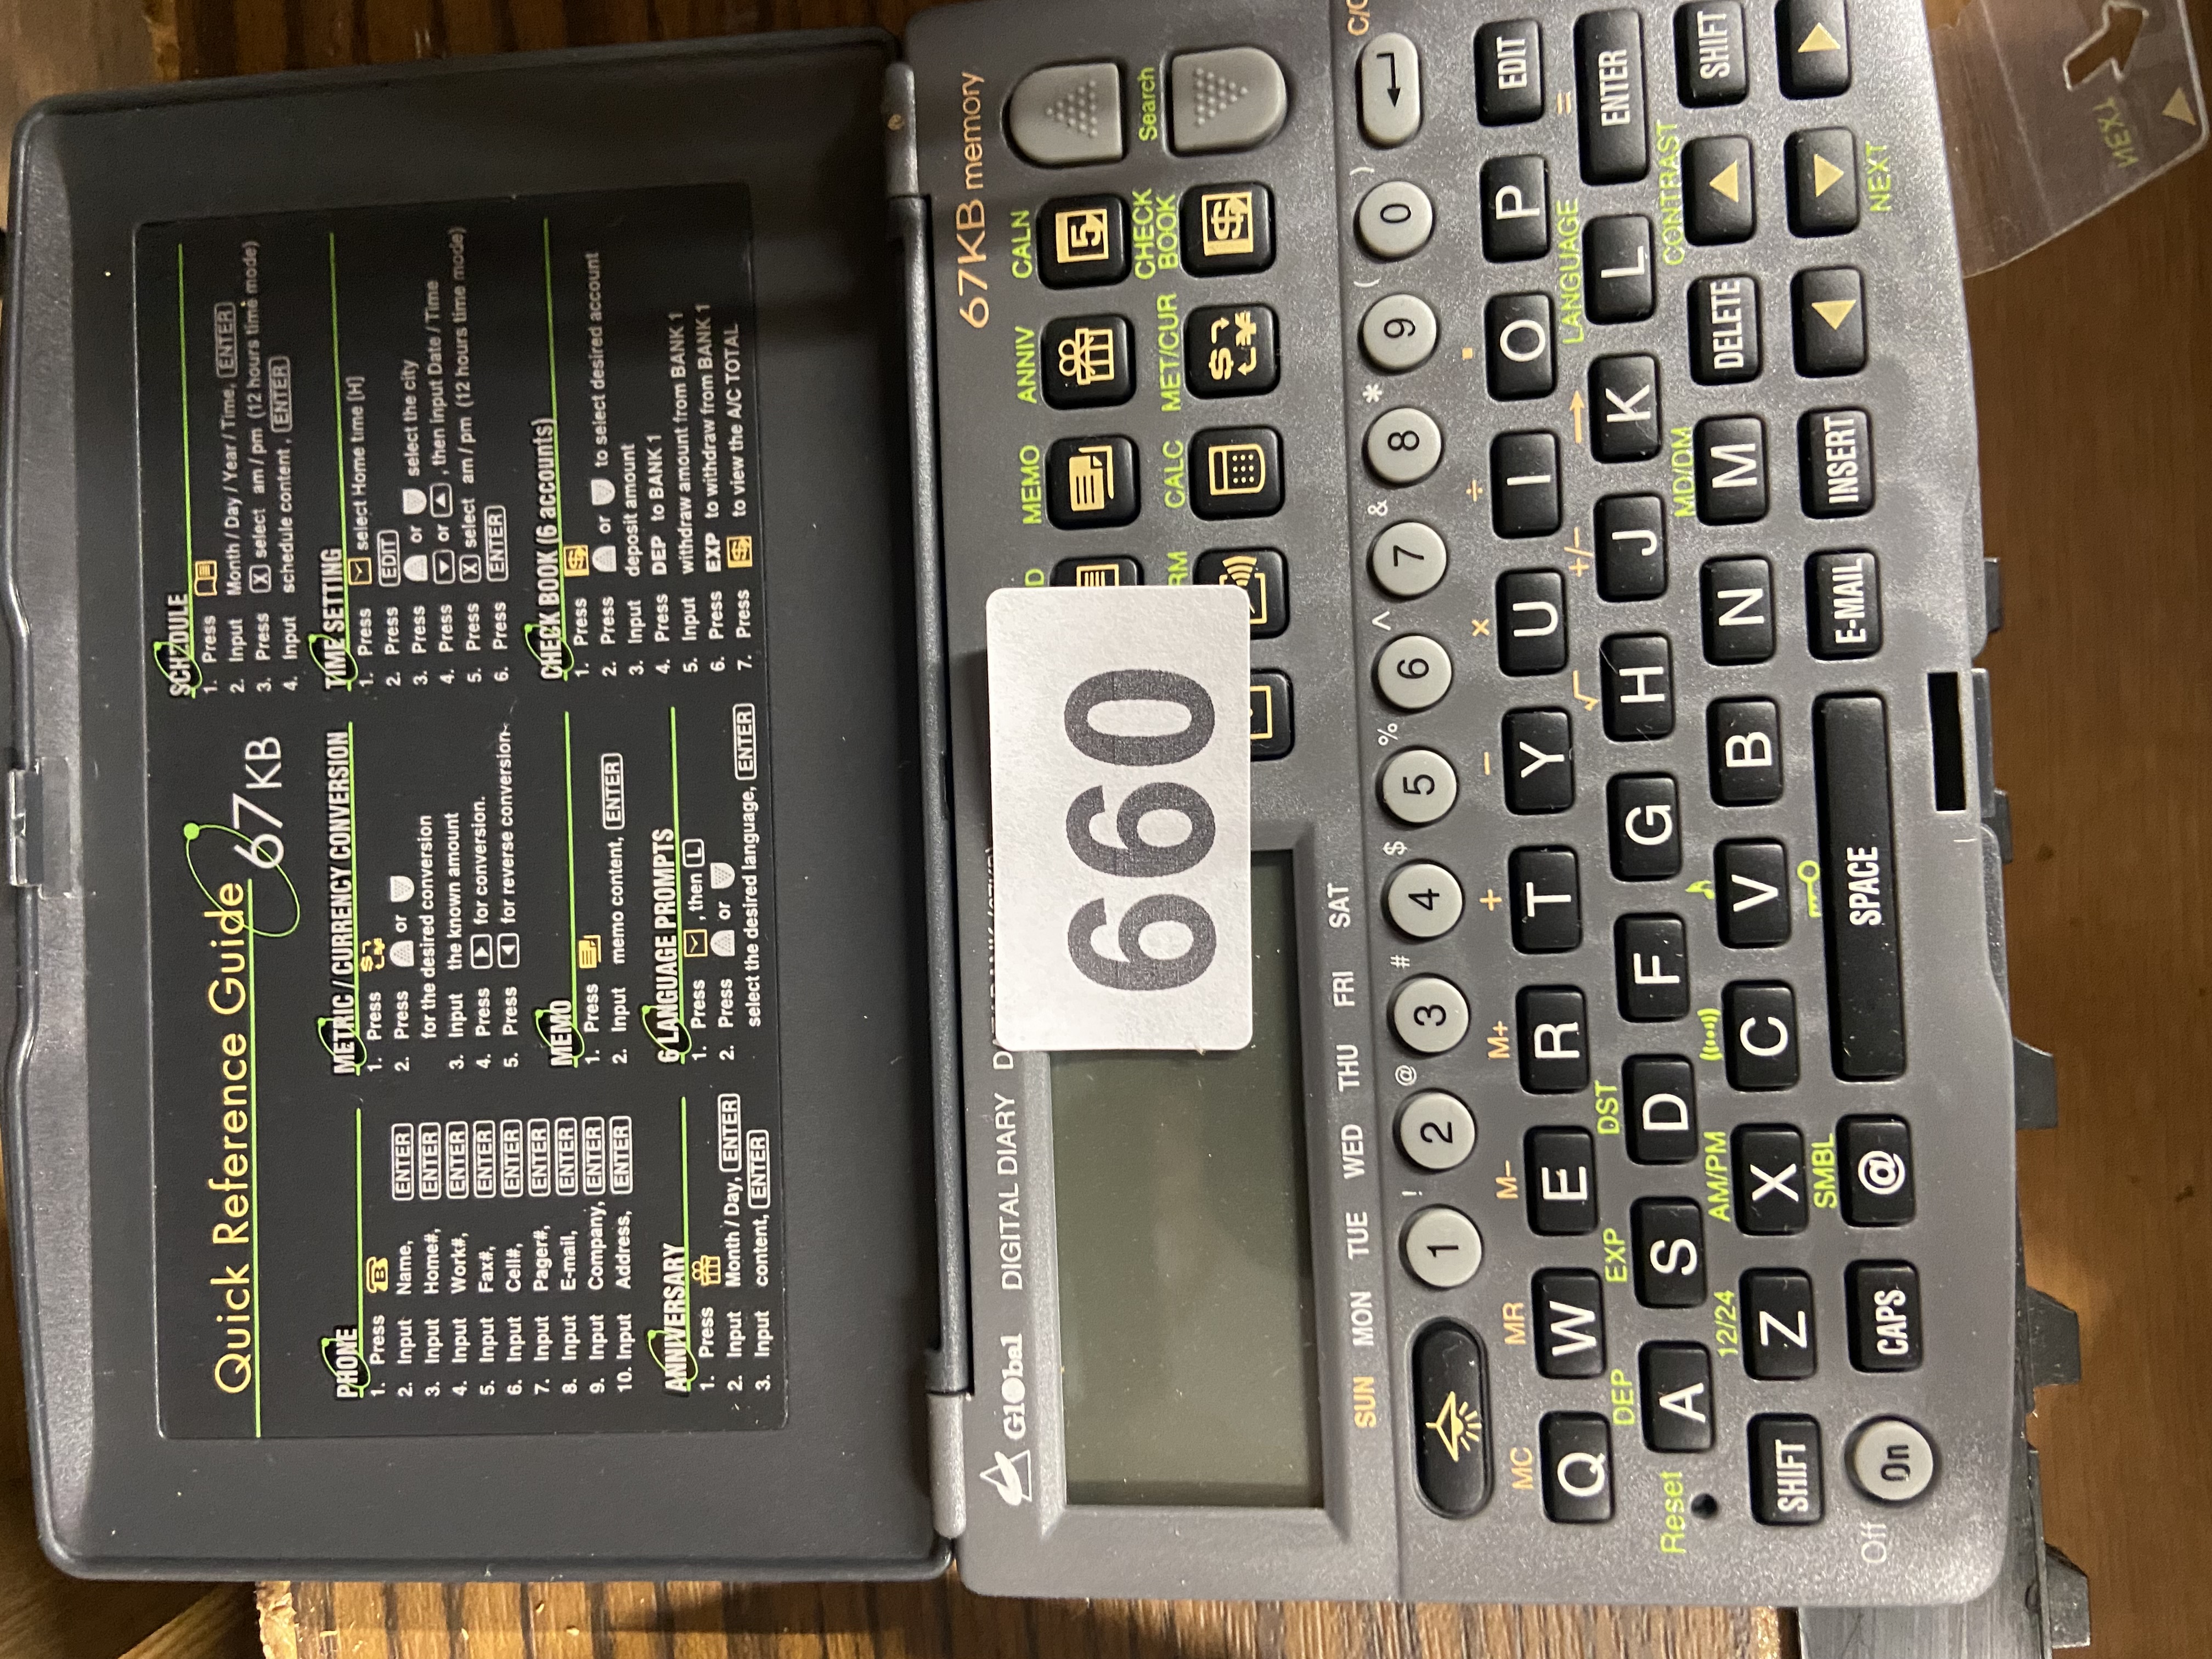 Quick Reference Guide 67KB
PHONE
1. Press
2. Input Name, ENTER
3. Input Home#, ENTER
4. Input Work#, ENTER
5. Input Fax#, ENTER
6. Input Cell#, ENTER
7. Input Pager#, ENTER
8. Input E-mail, ENTER
9. Input Company, ENTER
10. Input Address, ENTER
ANNIVERSARY
1. Press
2. Input Month / Day, ENTER
3. Input content, ENTER
METRIC / CURRENCY CONVERSION
1. Press
2. Press or
for the desired conversion
3. Input the known amount
4. Press for conversion.
5. Press for reverse conversion.
MEMO
1. Press
2. Input memo content, ENTER
6 LANGUAGE PROMPTS
1. Press , then L
2. Press or
select the desired language, ENTER
SCHEDULE
1. Press
2. Input Month / Day / Year / Time, ENTER
3. Press X select am / pm (12 hours time mode)
4. Input schedule content, ENTER
TIME SETTING
1. Press select Home time [H]
2. Press EDIT
3. Press or select the city
4. Press or , then input Date / Time
5. Press X select am / pm (12 hours time mode)
6. Press ENTER
CHECK BOOK (6 accounts)
1. Press $
2. Press or to select desired account
3. Input deposit amount
4. Press DEP to BANK 1
5. Input withdraw amount from BANK 1
6. Press EXP to withdraw from BANK 1
7. Press $ to view the A/C TOTAL
Global DIGITAL DIARY
67KB memory
660
MEMO ANNIV CALN
5
Search
CALC MET/CUR CHECK BOOK
$ ¥ $
SUN MON TUE WED THU FRI SAT
! @ # $ % ^ & * ( )
1 2 3 4 5 6 7 8 9 0
MC MR M- M+ + - × ÷ .
Q W E R T Y U I O P EDIT
DEP EXP DST √ +/- → LANGUAGE =
A S D F G H J K L ENTER
Reset 12/24 AM/PM MD/DM CONTRAST
SHIFT Z X C V B N M DELETE SHIFT
SMBL
Off On CAPS @ SPACE E-MAIL INSERT
NEXT
NEXT